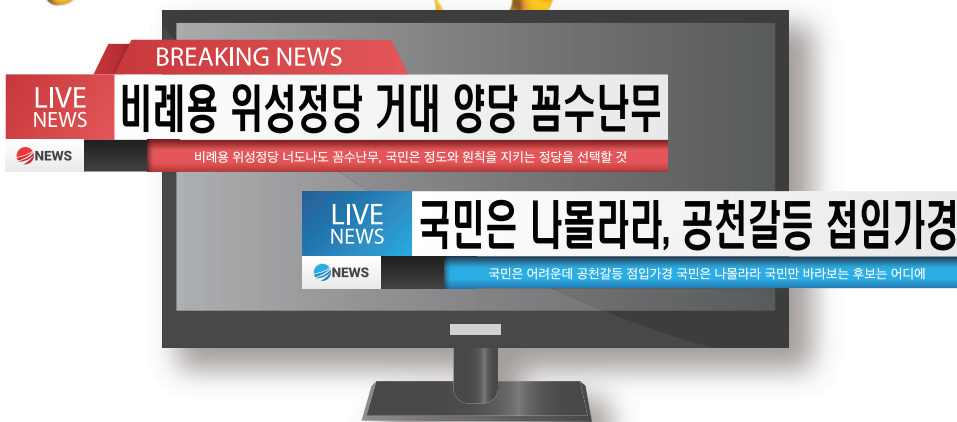 BREAKING NEWS
LIVE
NEWS
비례용 위성정당 거대 양당 꼼수난무
NEWS
비례용 위성정당 너도나도 꼼수난무, 국민은 정도와 원칙을 지키는 정당을 선택할 것
LIVE
NEWS
국민은 나몰라라, 공천갈등 접임가경
NEWS
국민은 어려운데 공천갈등 점입가경 국민은 나몰라라 국민만 바라보는 후보는 어디에